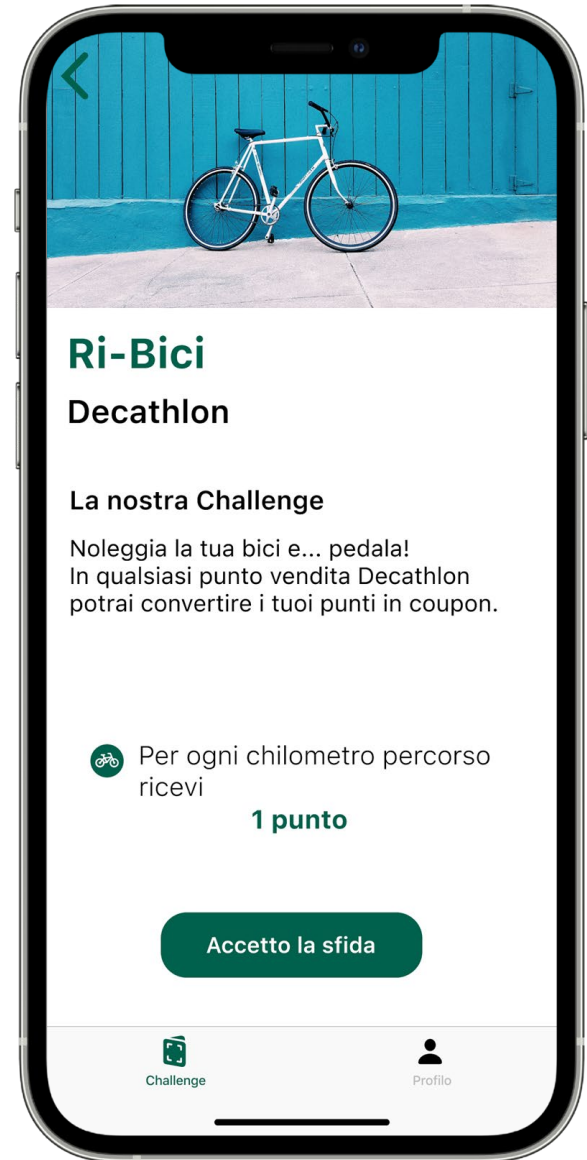 Ri-Bici
Decathlon
La nostra Challenge
Noleggia la tua bici e... pedala!
In qualsiasi punto vendita Decathlon
potrai convertire i tuoi punti in coupon.
Per ogni chilometro percorso
ricevi
1 punto
Accetto la sfida
Challenge
Profilo